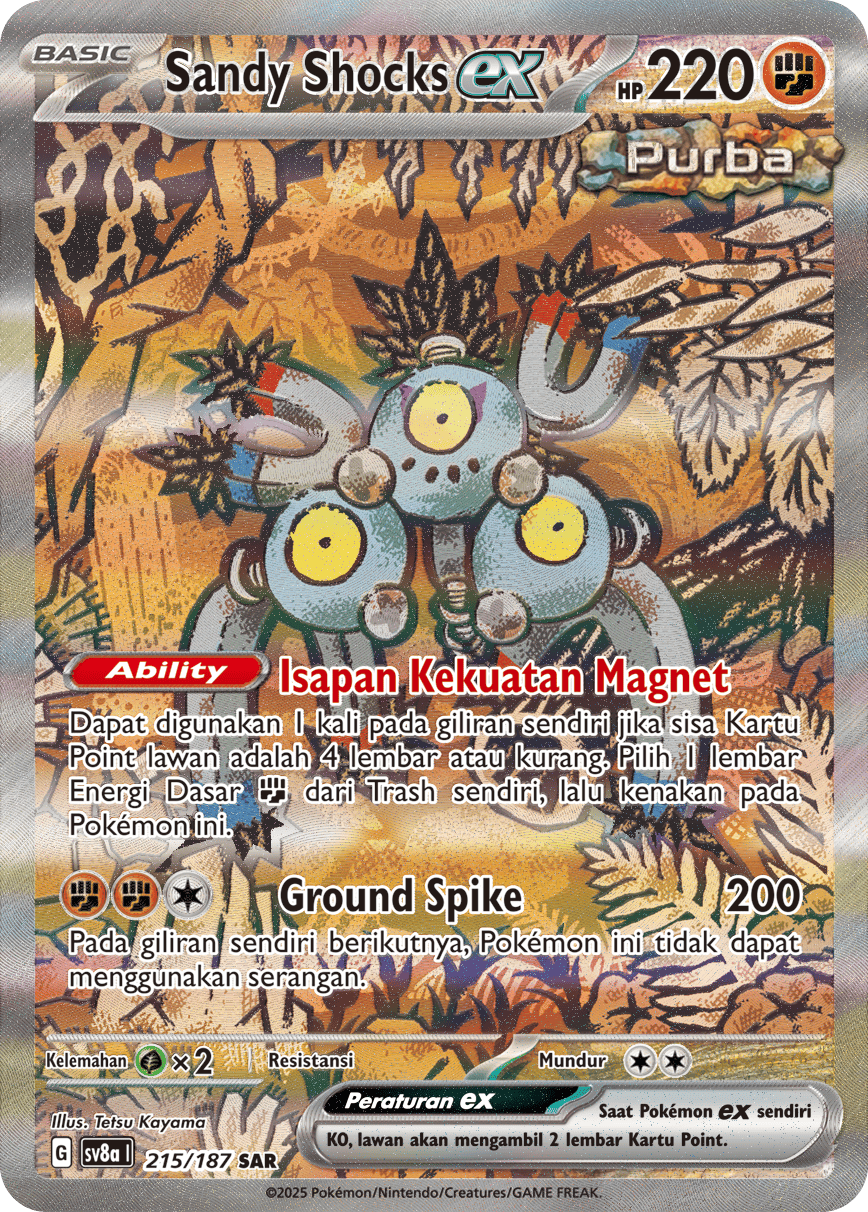 BASIC Sandy Shocks ex HP 220
Purba
Ability Isapan Kekuatan Magnet
Dapat digunakan 1 kali pada giliran sendiri jika sisa Kartu
Point lawan adalah 4 lembar atau kurang. Pilih 1 lembar
Energi Dasar dari Trash sendiri, lalu kenakan pada
Pokémon ini.
Ground Spike 200
Pada giliran sendiri berikutnya, Pokémon ini tidak dapat
menggunakan serangan.
Kelemahan ×2 Resistansi Mundur
Illus. Tetsu Kayama
Peraturan ex Saat Pokémon ex sendiri
KO, lawan akan mengambil 2 lembar Kartu Point.
G sv8a I 215/187 SAR
©2025 Pokémon/Nintendo/Creatures/GAME FREAK.